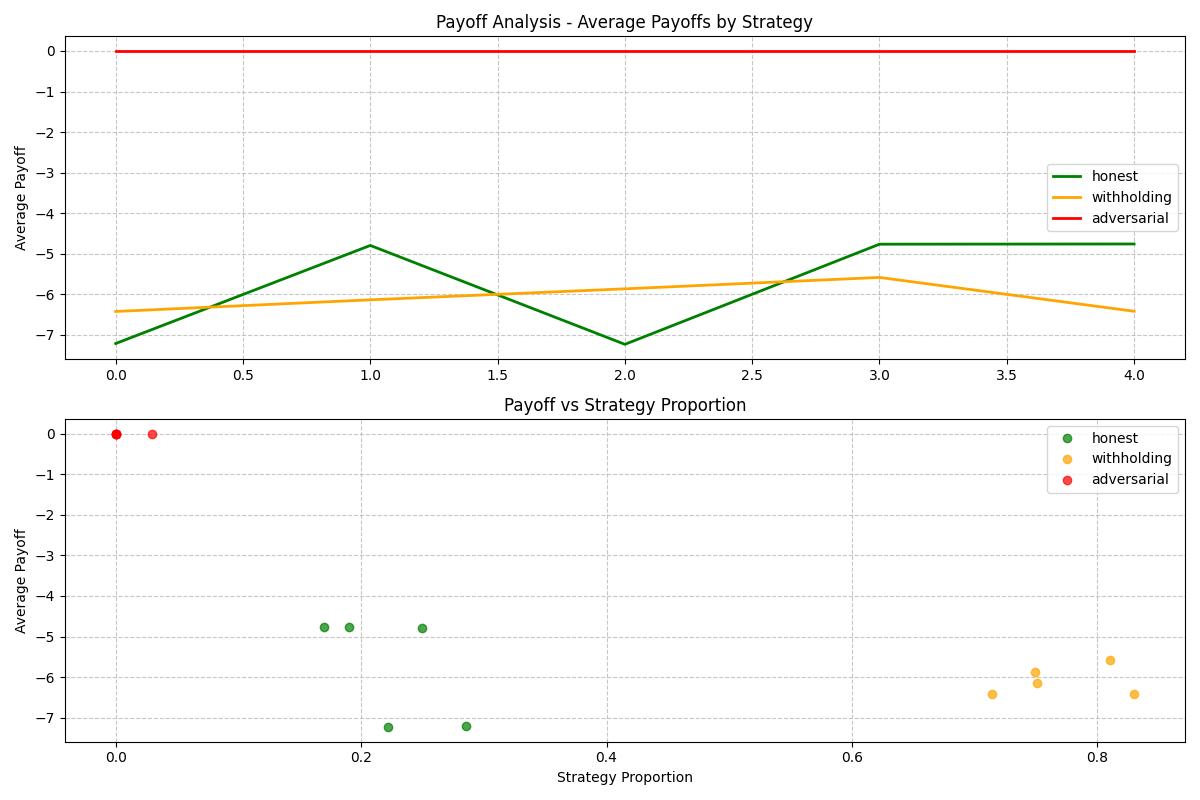 Payoff Analysis - Average Payoffs by Strategy
Average Payoff
0
−1
−2
−3
−4
−5
−6
−7
honest
withholding
adversarial
0.0 0.5 1.0 1.5 2.0 2.5 3.0 3.5 4.0
Payoff vs Strategy Proportion
Average Payoff
0
−1
−2
−3
−4
−5
−6
−7
honest
withholding
adversarial
0.0 0.2 0.4 0.6 0.8
Strategy Proportion